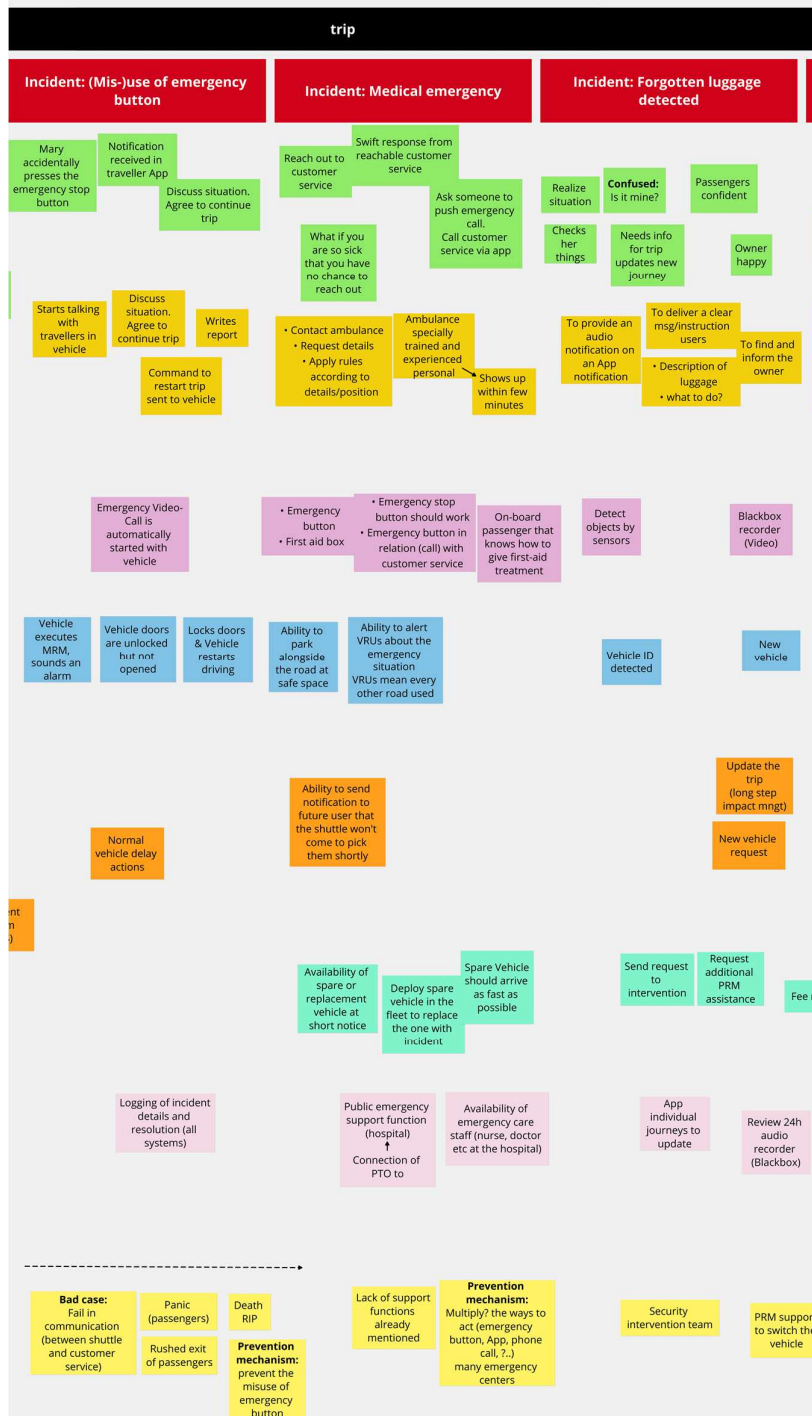 trip
Incident: (Mis-)use of emergency
button
Incident: Medical emergency
Incident: Forgotten luggage
detected
Mary
accidentally
presses the
emergency stop
button
Notification
received in
traveller App
Discuss situation.
Agree to continue
trip
Reach out to
customer
service
Swift response from
reachable customer
service
Ask someone to
push emergency
call.
Call customer
service via app
What if you
are so sick
that you have
no chance to
reach out
Realize
situation
Confused:
Is it mine?
Passengers
confident
Checks
her
things
Needs info
for trip
updates new
journey
Owner
happy
Starts talking
with
travellers in
vehicle
Discuss
situation.
Agree to
continue trip
Writes
report
Command to
restart trip
sent to vehicle
• Contact ambulance
• Request details
• Apply rules
according to
details/position
Ambulance
specially
trained and
experienced
personal
Shows up
within few
minutes
To provide an
audio
notification on
an App
notification
To deliver a clear
msg/instruction
users
• Description of
luggage
• what to do?
To find and
inform the
owner
Emergency Video-
Call is
automatically
started with
vehicle
• Emergency
button
• First aid box
• Emergency stop
button should work
• Emergency button in
relation (call) with
customer service
On-board
passenger that
knows how to
give first-aid
treatment
Detect
objects by
sensors
Blackbox
recorder
(Video)
Vehicle
executes
MRM,
sounds an
alarm
Vehicle doors
are unlocked
but not
opened
Locks doors
& Vehicle
restarts
driving
Ability to
park
alongside
the road at
safe space
Ability to alert
VRUs about the
emergency
situation
VRUs mean every
other road used
Vehicle ID
detected
New
vehicle
Normal
vehicle delay
actions
Ability to send
notification to
future user that
the shuttle won't
come to pick
them shortly
Update the
trip
(long step
impact mngt)
New vehicle
request
Availability of
spare or
replacement
vehicle at
short notice
Deploy spare
vehicle in the
fleet to replace
the one with
incident
Spare Vehicle
should arrive
as fast as
possible
Send request
to
intervention
Request
additional
PRM
assistance
Fee
Logging of incident
details and
resolution (all
systems)
Public emergency
support function
(hospital)
Connection of
PTO to
Availability of
emergency care
staff (nurse, doctor
etc at the hospital)
App
individual
journeys to
update
Review 24h
audio
recorder
(Blackbox)
Bad case:
Fail in
communication
(between shuttle
and customer
service)
Panic
(passengers)
Rushed exit
of passengers
Death
RIP
Prevention
mechanism:
prevent the
misuse of
emergency
button
Lack of support
functions
already
mentioned
Prevention
mechanism:
Multiply? the ways to
act (emergency
button, App, phone
call, ?..)
many emergency
centers
Security
intervention team
PRM support
to switch the
vehicle